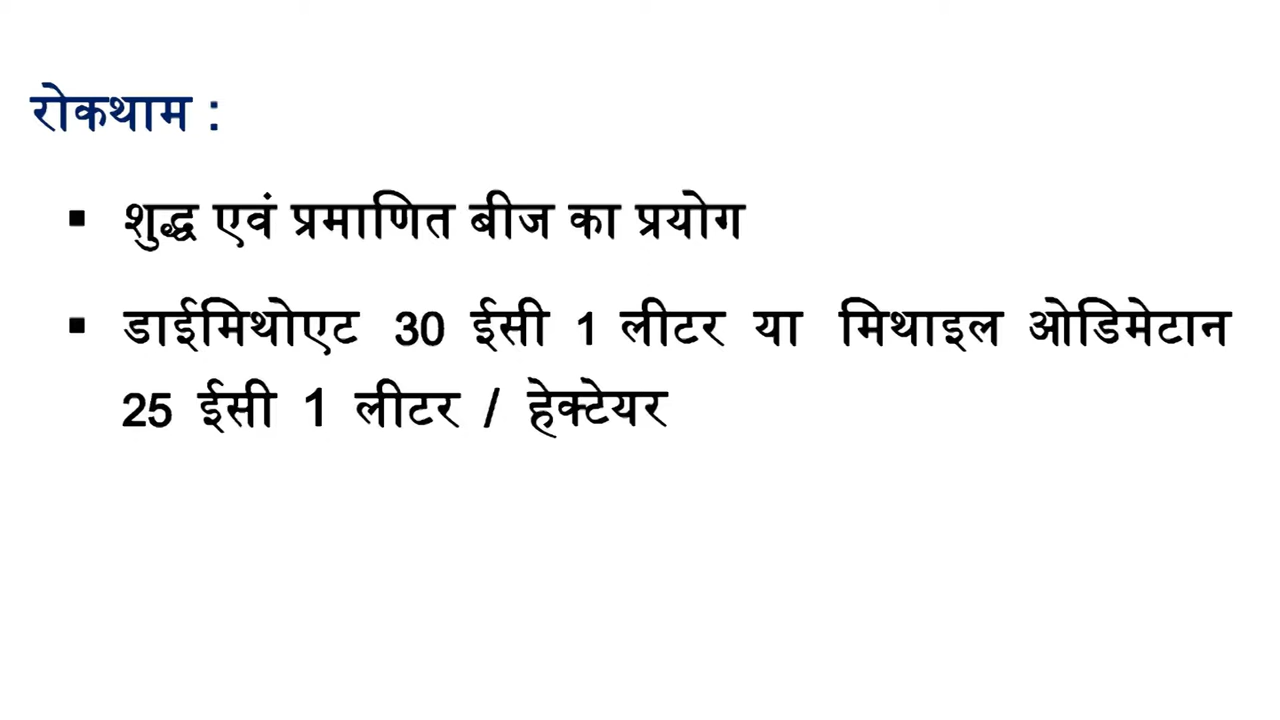 रोकथाम :
▪ शुद्ध एवं प्रमाणित बीज का प्रयोग
▪ डाईमिथोएट 30 ईसी 1 लीटर या मिथाइल ओडिमेटान
25 ईसी 1 लीटर / हेक्टेयर